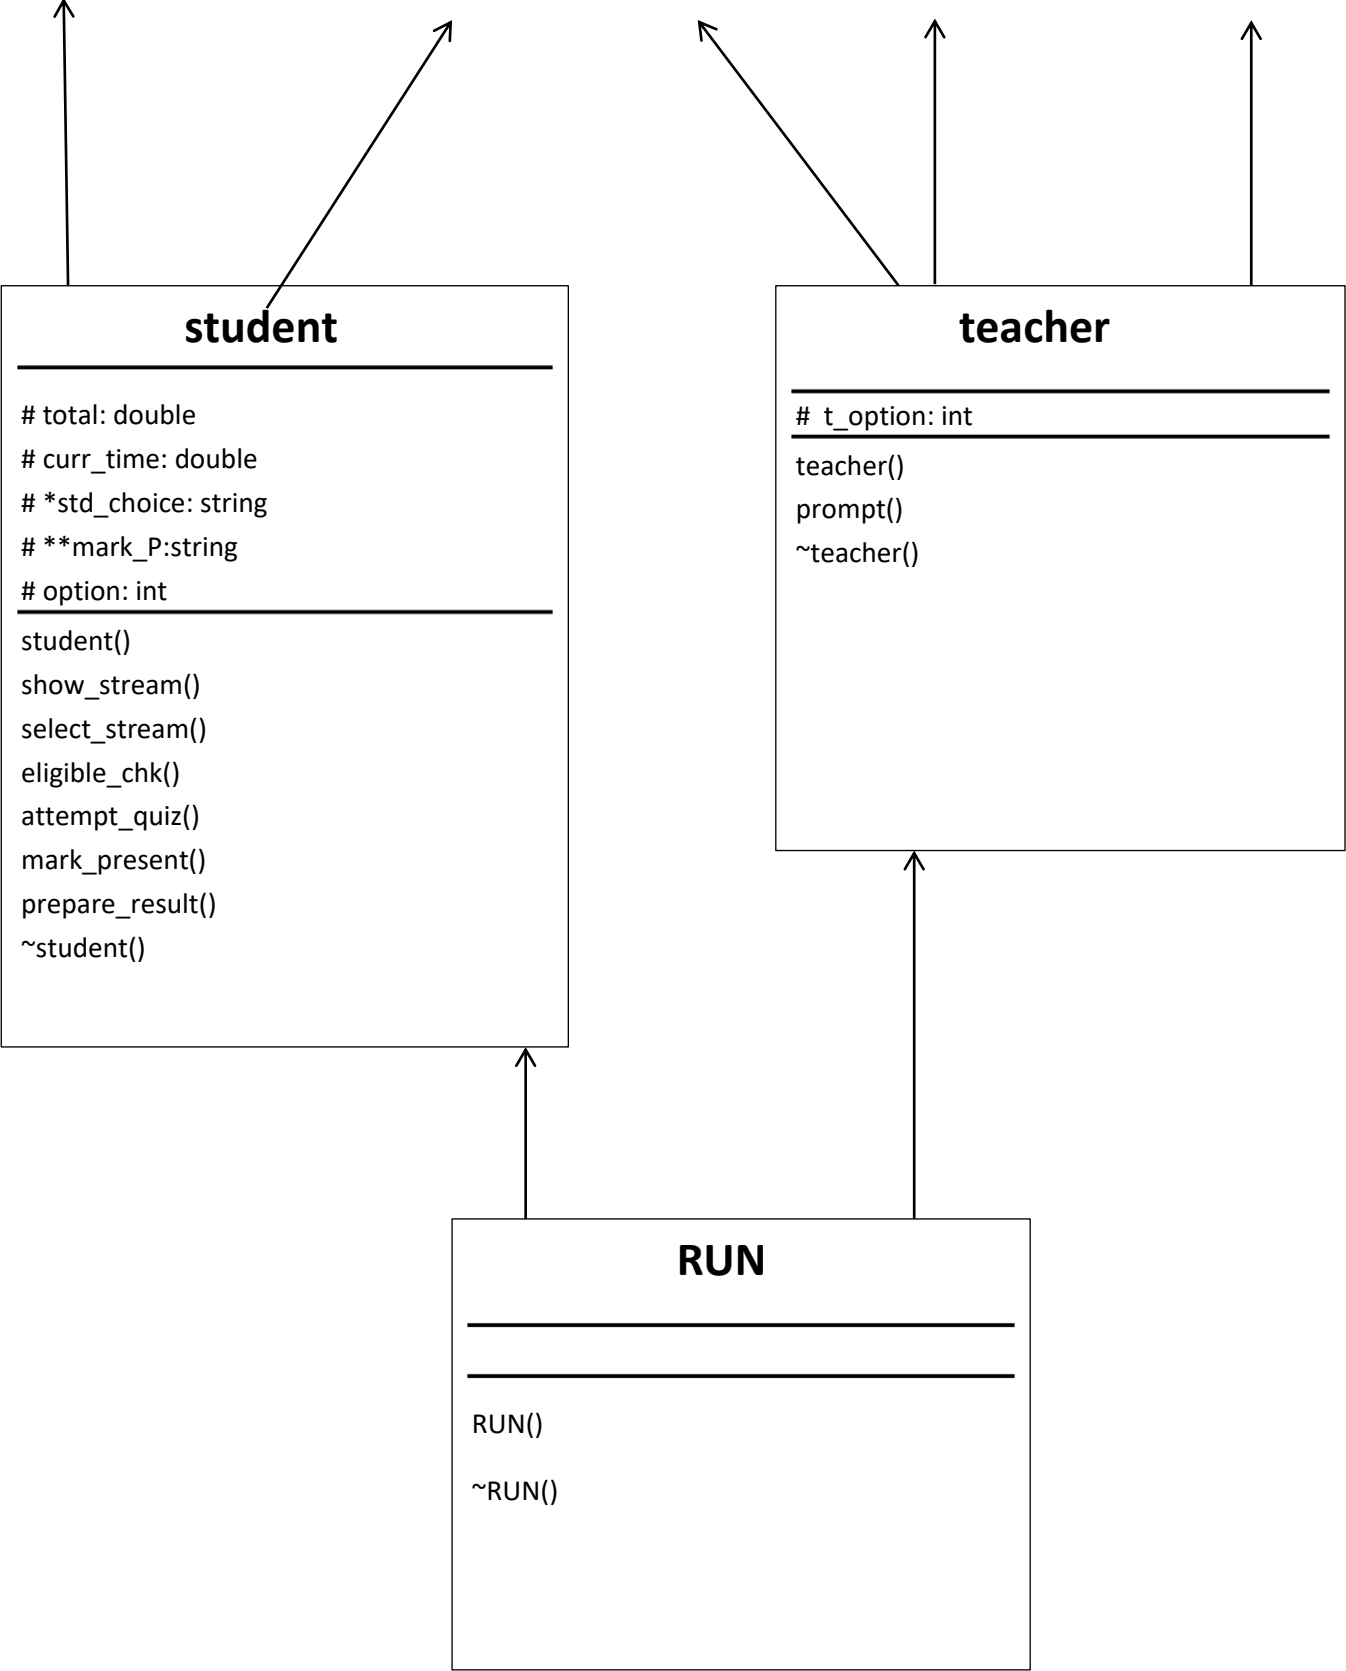 student
# total: double
# curr_time: double
# *std_choice: string
# **mark_P:string
# option: int
student()
show_stream()
select_stream()
eligible_chk()
attempt_quiz()
mark_present()
prepare_result()
~student()
teacher
#  t_option: int
teacher()
prompt()
~teacher()
RUN
RUN()
~RUN()